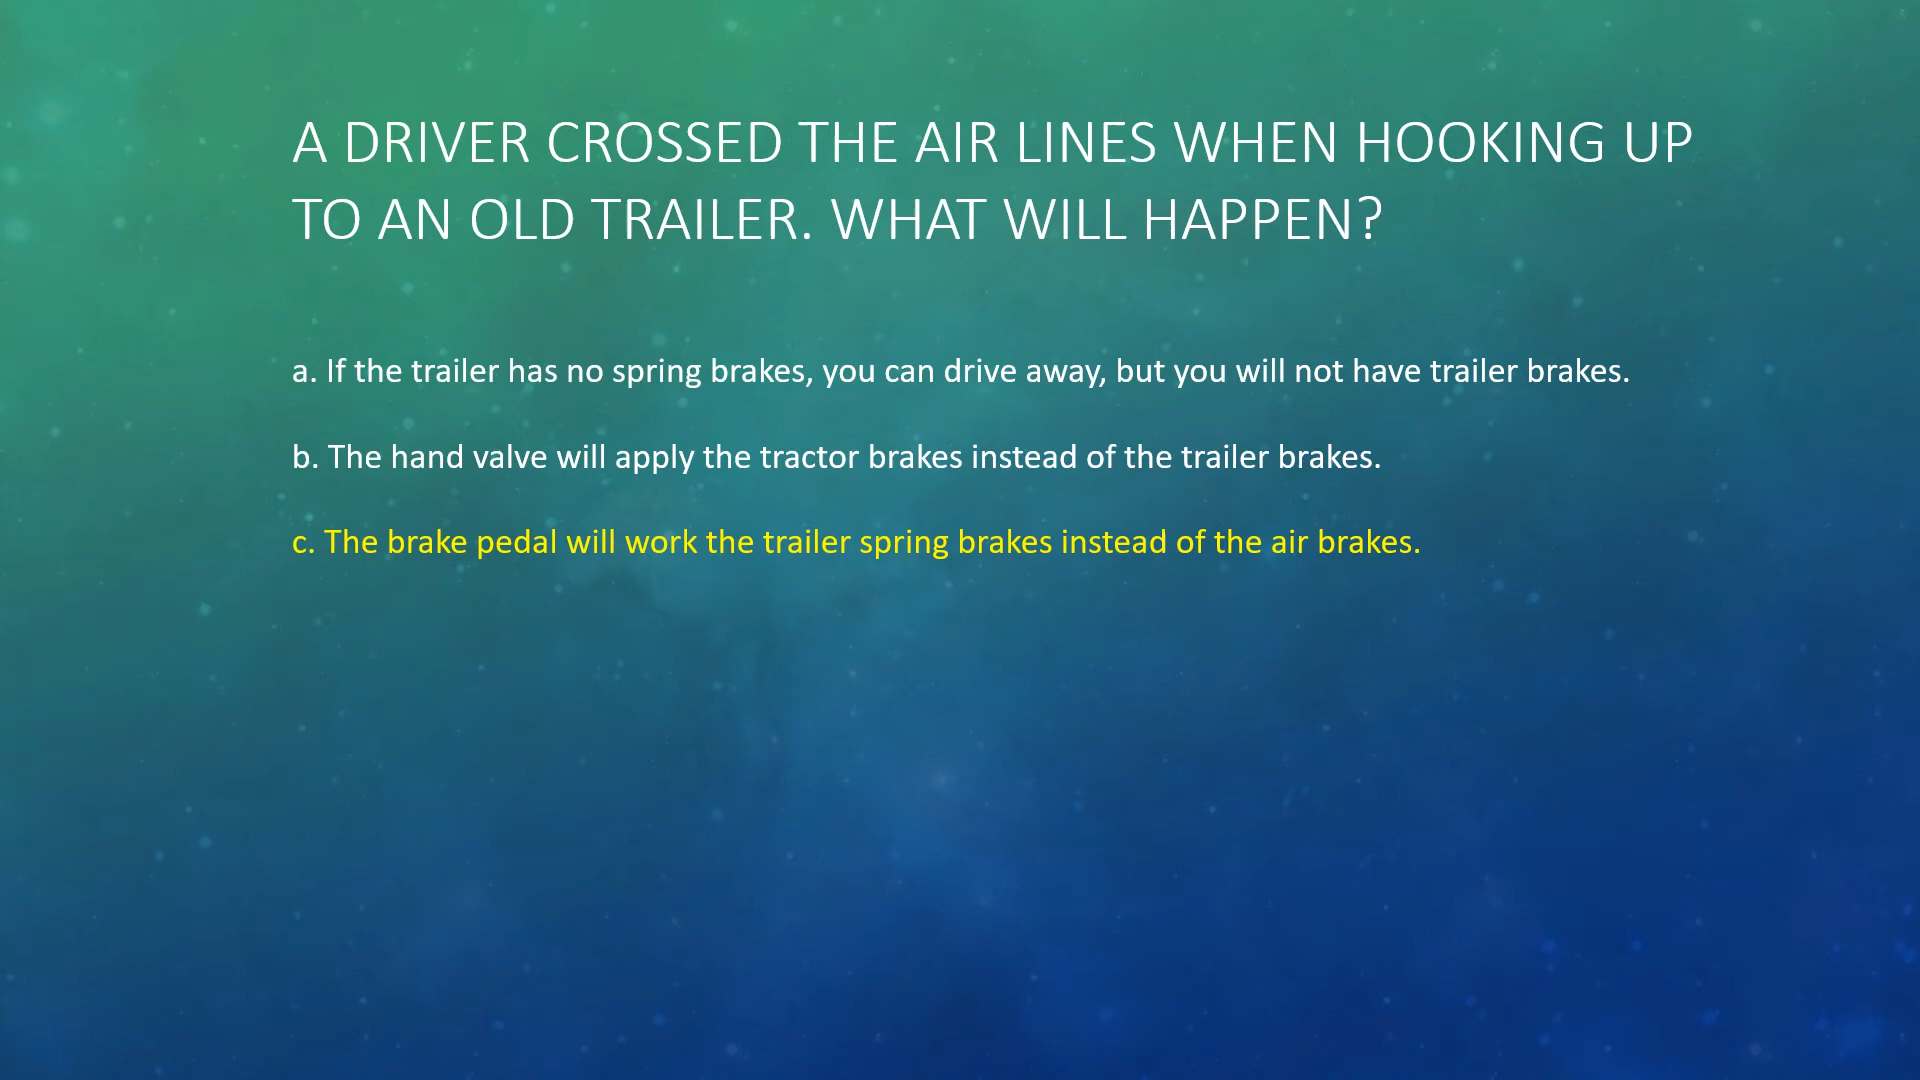 A DRIVER CROSSED THE AIR LINES WHEN HOOKING UP
TO AN OLD TRAILER. WHAT WILL HAPPEN?
a. If the trailer has no spring brakes, you can drive away, but you will not have trailer brakes.
b. The hand valve will apply the tractor brakes instead of the trailer brakes.
c. The brake pedal will work the trailer spring brakes instead of the air brakes.